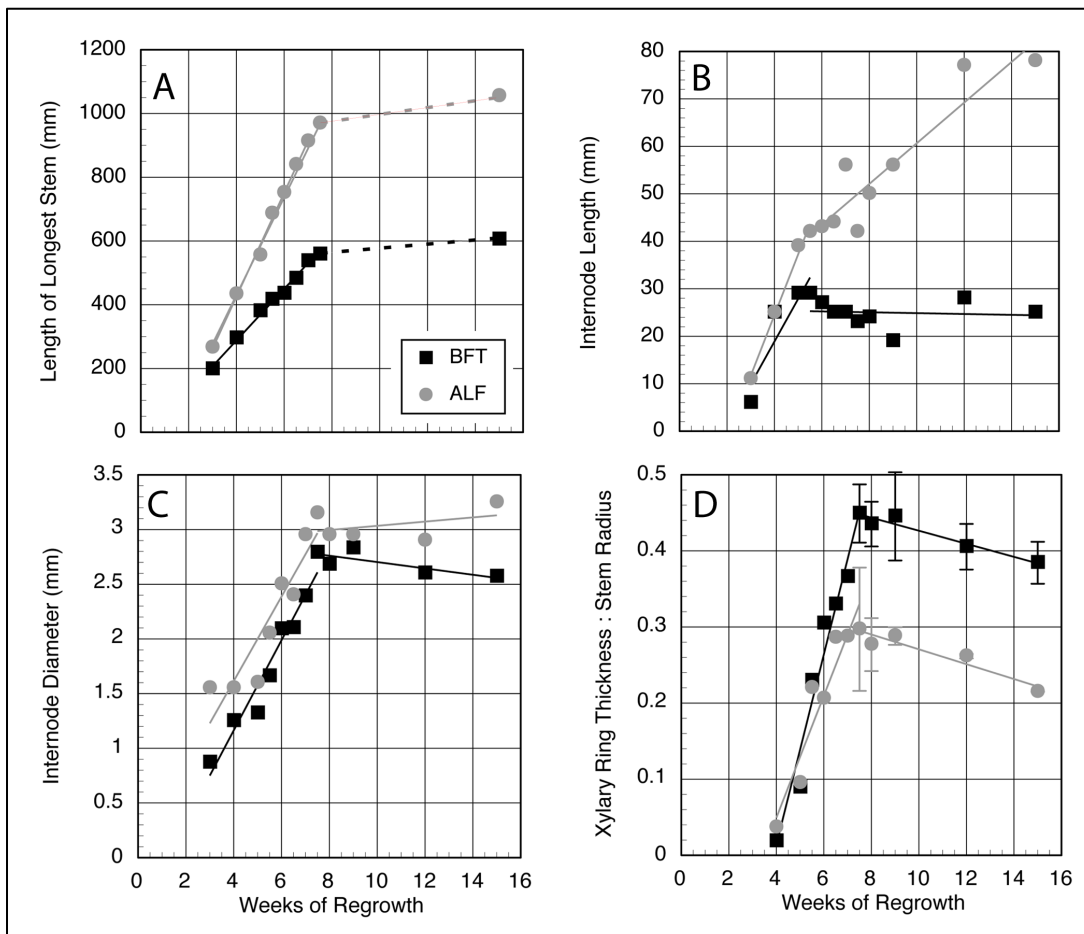 A
Length of Longest Stem (mm)
1200
1000
800
600
400
200
0
BFT
ALF
B
Internode Length (mm)
80
70
60
50
40
30
20
10
0
C
Internode Diameter (mm)
3.5
3
2.5
2
1.5
1
0.5
0
0 2 4 6 8 10 12 14 16
Weeks of Regrowth
D
Xylary Ring Thickness : Stem Radius
0.5
0.4
0.3
0.2
0.1
0
0 2 4 6 8 10 12 14 16
Weeks of Regrowth